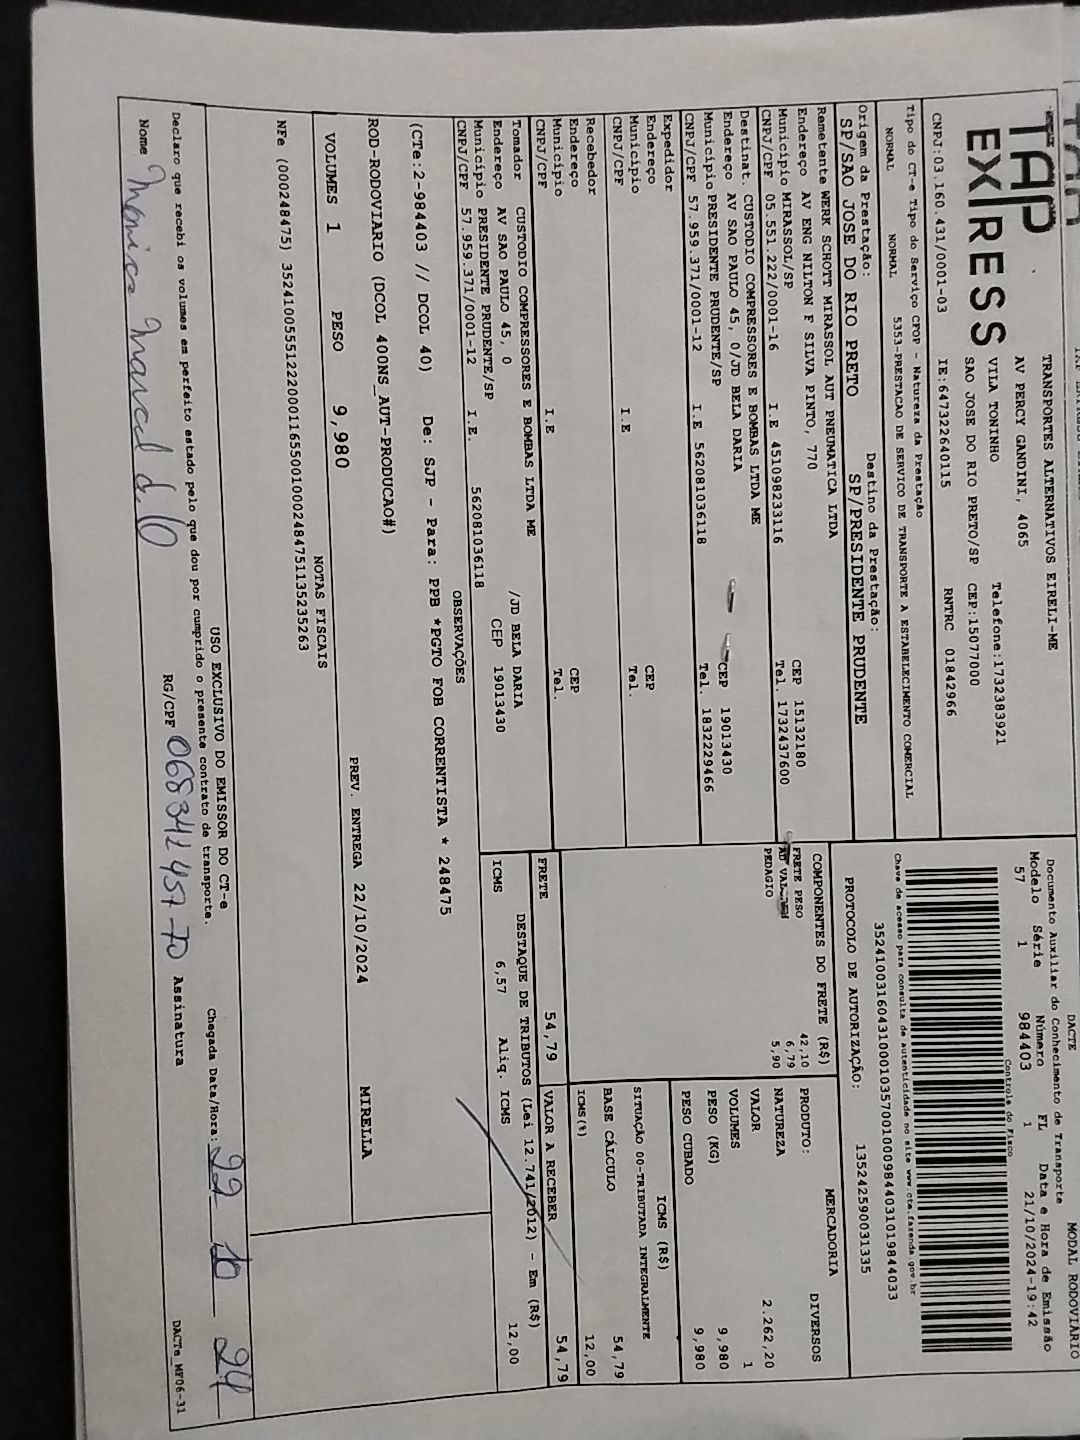 TAP
EXPRESS
TRANSPORTES ALTERNATIVOS EIRELI-ME
AV PERCY GANDINI, 4065
VILA TONINHO Telefone:1732383921
SAO JOSE DO RIO PRETO/SP CEP:15077000
CNPJ:03.160.431/0001-03 IE:647322640115 RNTRC 01842966
DACTE MODAL RODOVIÁRIO
Documento Auxiliar do Conhecimento de Transporte
Modelo Série Número FL Data e Hora de Emissão
57 1 984403 1 21/10/2024-19:42
Controle do Fisco
Chave de acesso para consulta de autenticidade no site www.cte.fazenda.gov.br
35241003160431000103570010009844031019844033
PROTOCOLO DE AUTORIZAÇÃO: 135242590031335
Tipo do CT-e Tipo do Serviço CFOP - Natureza da Prestação
NORMAL NORMAL 5353-PRESTACAO DE SERVICO DE TRANSPORTE A ESTABELECIMENTO COMERCIAL
Origem da Prestação: Destino da Prestação:
SP/SAO JOSE DO RIO PRETO SP/PRESIDENTE PRUDENTE
Remetente WERK SCHOTT MIRASSOL AUT PNEUMATICA LTDA
Endereço AV ENG NILTON F SILVA PINTO, 770 CEP 15132180
Município MIRASSOL/SP Tel. 1732437600
CNPJ/CPF 05.551.222/0001-16 I.E 451098233116
Destinat. CUSTODIO COMPRESSORES E BOMBAS LTDA ME
Endereço AV SAO PAULO 45, 0/JD BELA DARIA CEP 19013430
Município PRESIDENTE PRUDENTE/SP Tel. 1832229466
CNPJ/CPF 57.959.371/0001-12 I.E 562081036118
Expedidor
Endereço CEP
Município Tel.
CNPJ/CPF I.E
Recebedor
Endereço CEP
Município Tel.
CNPJ/CPF I.E
Tomador CUSTODIO COMPRESSORES E BOMBAS LTDA ME
Endereço AV SAO PAULO 45, 0 /JD BELA DARIA
Município PRESIDENTE PRUDENTE/SP CEP 19013430
CNPJ/CPF 57.959.371/0001-12 I.E. 562081036118
COMPONENTES DO FRETE (R$)
FRETE PESO 42,10
AD VALOREM 6,79
PEDAGIO 5,90
MERCADORIA
PRODUTO: DIVERSOS
NATUREZA
VALOR 2.262,20
VOLUMES 1
PESO (KG) 9,980
PESO CUBADO 9,980
ICMS (R$)
SITUAÇÃO 00-TRIBUTADA INTEGRALMENTE
BASE CÁLCULO 54,79
ICMS(%) 12,00
FRETE 54,79 VALOR A RECEBER 54,79
DESTAQUE DE TRIBUTOS (Lei 12.741/2012) - Em (R$)
ICMS 6,57 Aliq. ICMS 12,00
OBSERVAÇÕES
(CTe:2-984403 // DCOL 40) De: SJP - Para: PPB *PGTO FOB CORRENTISTA * 248475
ROD-RODOVIARIO (DCOL 400NS_AUT-PRODUCAO#) MIRELLA
VOLUMES 1 PESO 9,980 PREV. ENTREGA 22/10/2024
NOTAS FISCAIS
NFe (000248475) 35241005551222000116550010002484751135235263
USO EXCLUSIVO DO EMISSOR DO CT-e
Declaro que recebi os volumes em perfeito estado pelo que dou por cumprido o presente contrato de transporte.
Chegada Data/Hora: 22 10 24
Nome RG/CPF 068341457-70 Assinatura
DACTe_MF06-31